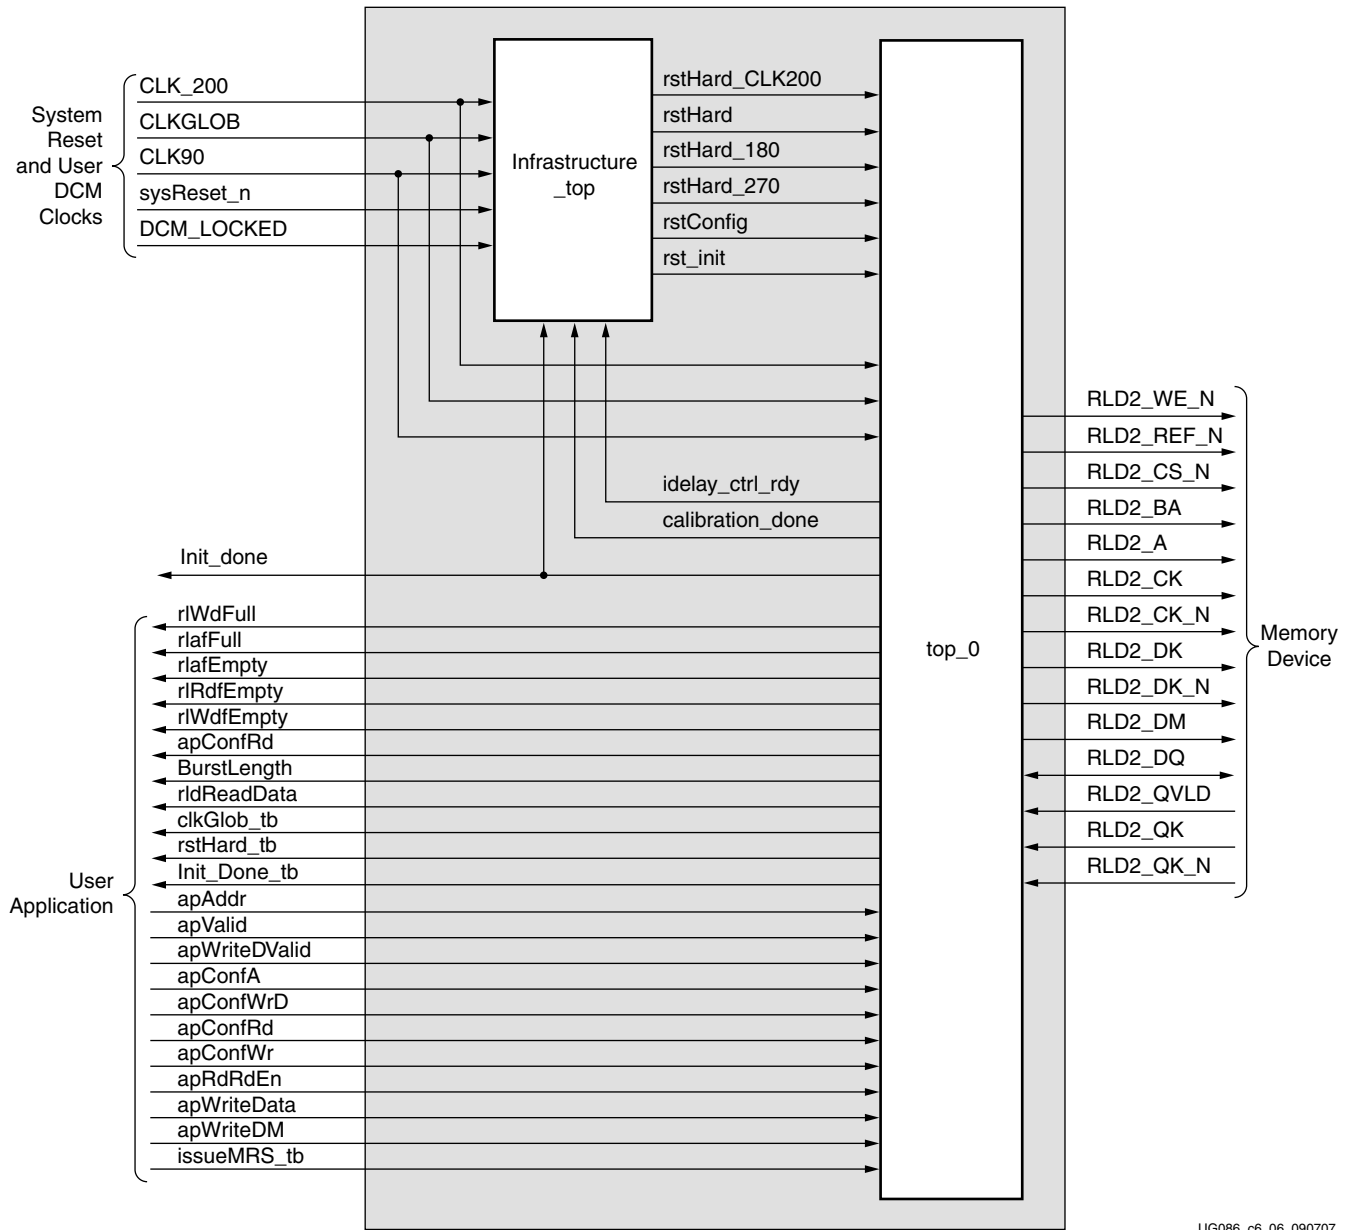 System
Reset
and User
DCM
Clocks
CLK_200
CLKGLOB
CLK90
sysReset_n
DCM_LOCKED
Infrastructure
_top
rstHard_CLK200
rstHard
rstHard_180
rstHard_270
rstConfig
rst_init
idelay_ctrl_rdy
calibration_done
Init_done
User
Application
rlWdFull
rlafFull
rlafEmpty
rlRdfEmpty
rlWdfEmpty
apConfRd
BurstLength
rldReadData
clkGlob_tb
rstHard_tb
Init_Done_tb
apAddr
apValid
apWriteDValid
apConfA
apConfWrD
apConfRd
apConfWr
apRdRdEn
apWriteData
apWriteDM
issueMRS_tb
top_0
RLD2_WE_N
RLD2_REF_N
RLD2_CS_N
RLD2_BA
RLD2_A
RLD2_CK
RLD2_CK_N
RLD2_DK
RLD2_DK_N
RLD2_DM
RLD2_DQ
RLD2_QVLD
RLD2_QK
RLD2_QK_N
Memory
Device
UG086_c6_06_090707